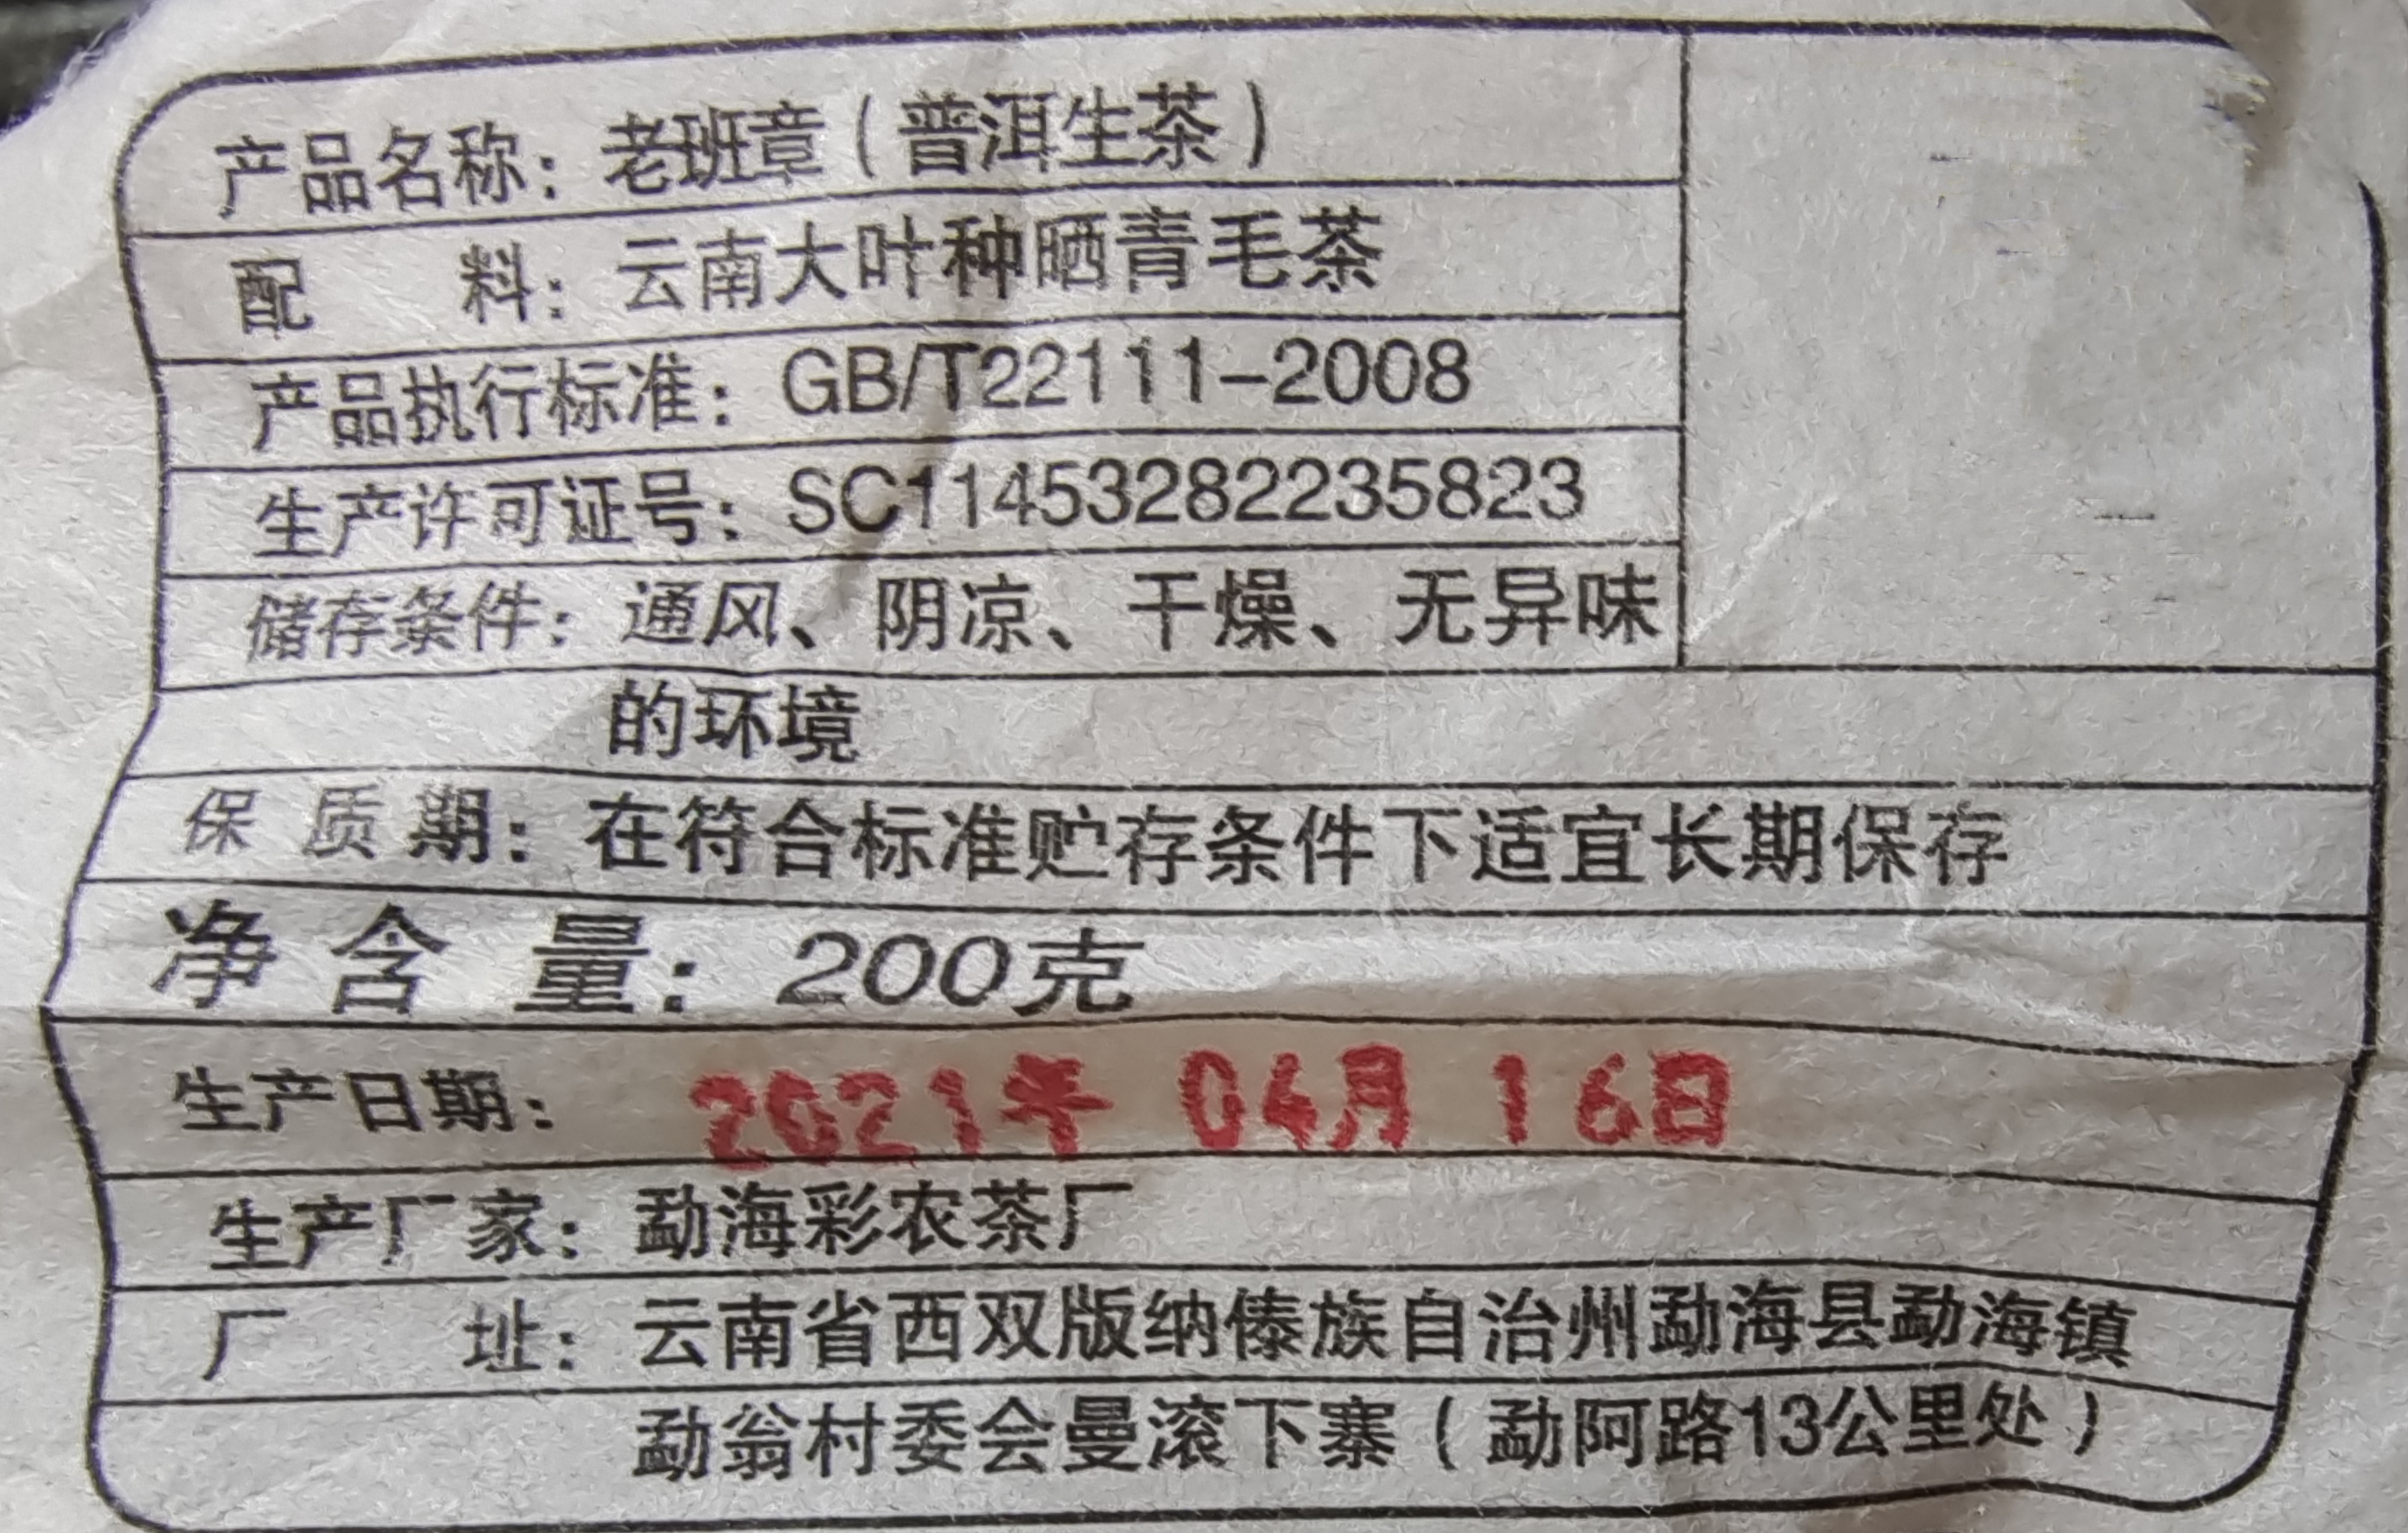 产品名称：老班章（普洱生茶）
配料：云南大叶种晒青毛茶
产品执行标准：GB/T22111-2008
生产许可证号：SC11453282235823
储存条件：通风、阴凉、干燥、无异味
的环境
保质期：在符合标准贮存条件下适宜长期保存
净含量：200克
生产日期：2021年 04月 16日
生产厂家：勐海彩农茶厂
厂址：云南省西双版纳傣族自治州勐海县勐海镇
勐翁村委会曼滚下寨（勐阿路13公里处）